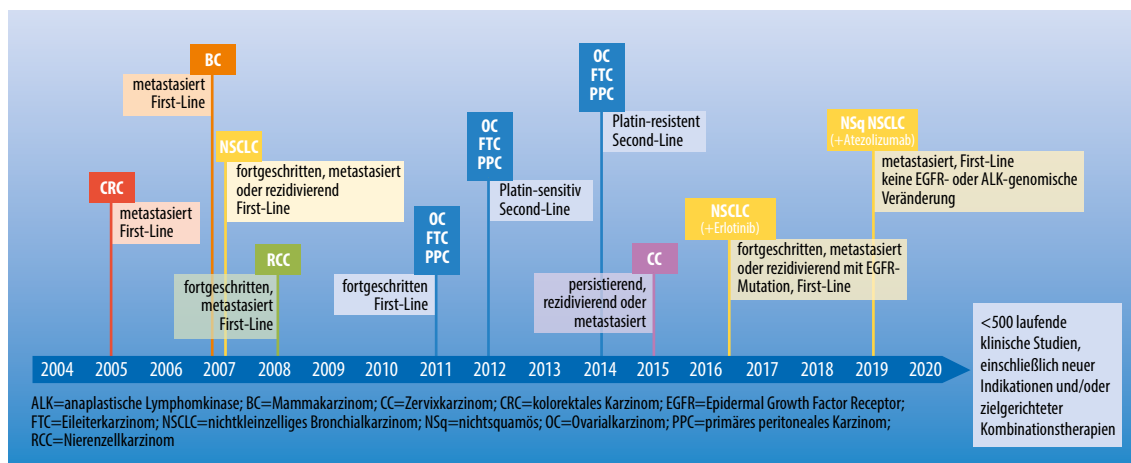 BC
metastasiert
First-Line
CRC
metastasiert
First-Line
NSCLC
fortgeschritten, metastasiert
oder rezidivierend
First-Line
RCC
fortgeschritten,
metastasiert
First-Line
OC
FTC
PPC
fortgeschritten
First-Line
OC
FTC
PPC
Platin-sensitiv
Second-Line
OC
FTC
PPC
Platin-resistent
Second-Line
CC
persistierend,
rezidivierend oder
metastasiert
NSCLC
(+Erlotinib)
fortgeschritten, metastasiert
oder rezidivierend mit EGFR-
Mutation, First-Line
NSq NSCLC
(+Atezolizumab)
metastasiert, First-Line
keine EGFR- oder ALK-genomische
Veränderung
<500 laufende
klinische Studien,
einschließlich neuer
Indikationen und/oder
zielgerichteter
Kombinationstherapien
2004 2005 2006 2007 2008 2009 2010 2011 2012 2013 2014 2015 2016 2017 2018 2019 2020
ALK=anaplastische Lymphomkinase; BC=Mammakarzinom; CC=Zervixkarzinom; CRC=kolorektales Karzinom; EGFR=Epidermal Growth Factor Receptor;
FTC=Eileiterkarzinom; NSCLC=nichtkleinzelliges Bronchialkarzinom; NSq=nichtsquamös; OC=Ovarialkarzinom; PPC=primäres peritoneales Karzinom;
RCC=Nierenzellkarzinom